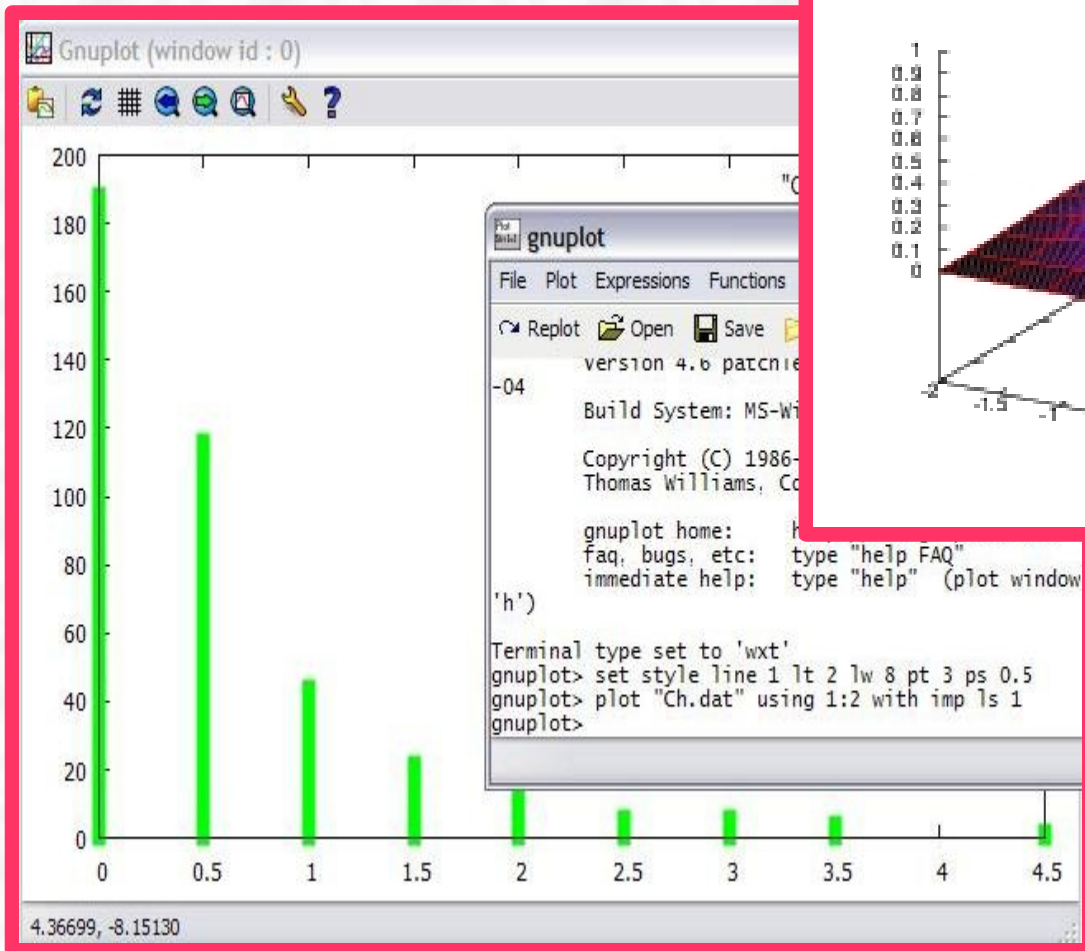 Gnuplot (window id : 0)
200
180
160
140
120
100
80
60
40
20
0
0 0.5 1 1.5 2 2.5 3 3.5 4 4.5
4.36699, -8.15130
"C
gnuplot
File Plot Expressions Functions
Replot Open Save
Version 4.6 patchle
-04
Build System: MS-Wi
Copyright (C) 1986-
Thomas Williams, Co
gnuplot home: h
faq, bugs, etc: type "help FAQ"
immediate help: type "help" (plot window
'h')
Terminal type set to 'wxt'
gnuplot> set style line 1 lt 2 lw 8 pt 3 ps 0.5
gnuplot> plot "Ch.dat" using 1:2 with imp ls 1
gnuplot>
1
0.9
0.8
0.7
0.6
0.5
0.4
0.3
0.2
0.1
0
-2 -1.5 -1